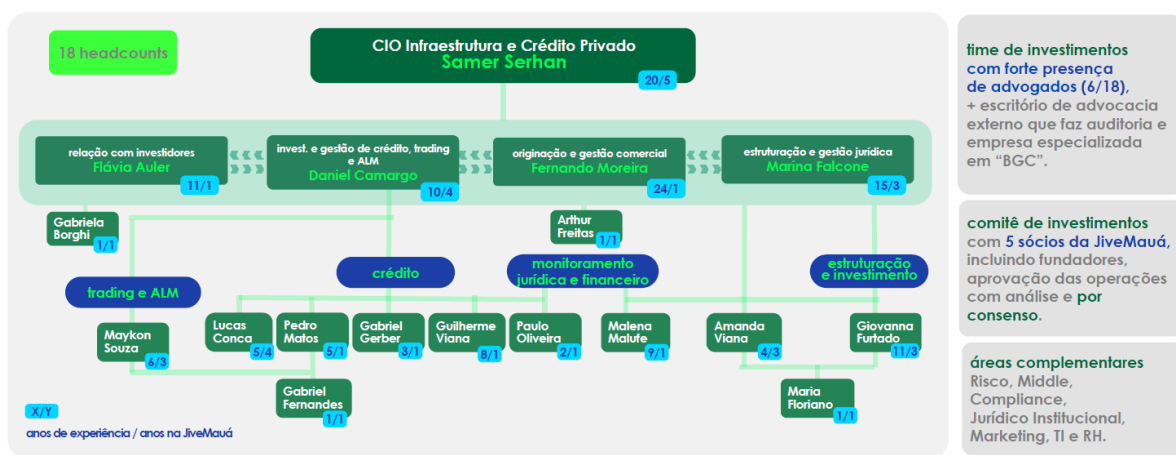 18 headcounts
CIO Infraestrutura e Crédito Privado
Samer Serhan
20/5
relação com investidores
Flávia Auler
11/1
invest. e gestão de crédito, trading
e ALM
Daniel Camargo
10/4
originação e gestão comercial
Fernando Moreira
24/1
estruturação e gestão jurídica
Marina Falcone
15/3
Gabriela
Borghi
1/1
Arthur
Freitas
1/1
trading e ALM
crédito
monitoramento
jurídica e financeiro
estruturação
e investimento
Maykon
Souza
6/3
Lucas
Conca
5/4
Pedro
Matos
5/1
Gabriel
Gerber
3/1
Guilherme
Viana
8/1
Paulo
Oliveira
2/1
Malena
Malufe
9/1
Amanda
Viana
4/3
Giovanna
Furtado
11/3
Gabriel
Fernandes
1/1
Maria
Floriano
1/1
X/Y
anos de experiência / anos na JiveMauá
time de investimentos
com forte presença
de advogados (6/18),
+ escritório de advocacia
externo que faz auditoria e
empresa especializada
em “BGC”.
comitê de investimentos
com 5 sócios da JiveMauá,
incluindo fundadores,
aprovação das operações
com análise e por
consenso.
áreas complementares
Risco, Middle,
Compliance,
Jurídico Institucional,
Marketing, TI e RH.